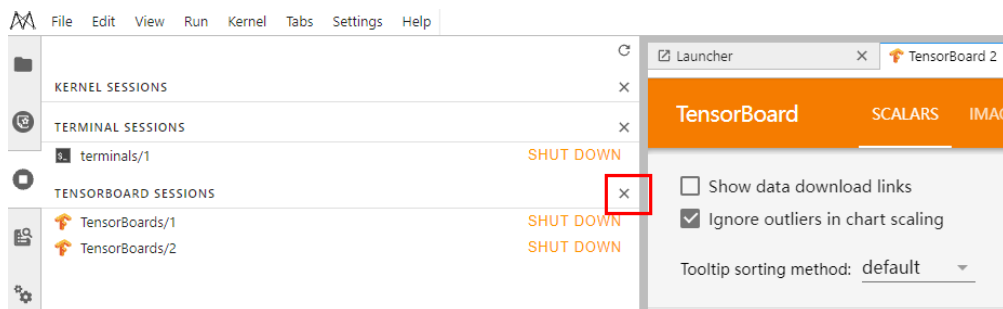 File Edit View Run Kernel Tabs Settings Help
KERNEL SESSIONS
TERMINAL SESSIONS
terminals/1 SHUT DOWN
TENSORBOARD SESSIONS
TensorBoards/1 SHUT DOWN
TensorBoards/2 SHUT DOWN
Launcher TensorBoard 2
TensorBoard SCALARS IMAG
Show data download links
Ignore outliers in chart scaling
Tooltip sorting method: default